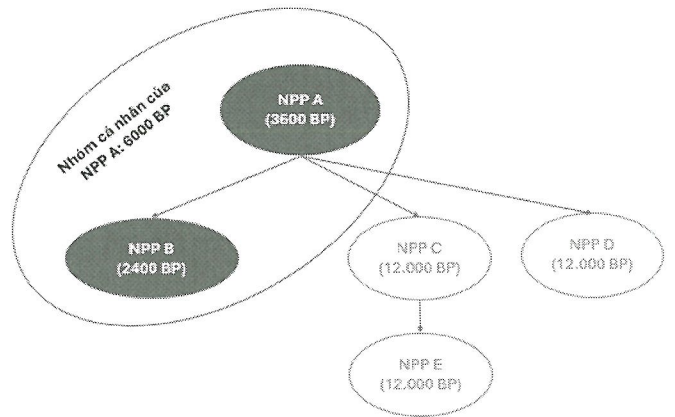 Nhóm cá nhân của
NPP A: 6000 BP
NPP A
(3600 BP)
NPP B
(2400 BP)
NPP C
(12.000 BP)
NPP D
(12.000 BP)
NPP E
(12.000 BP)